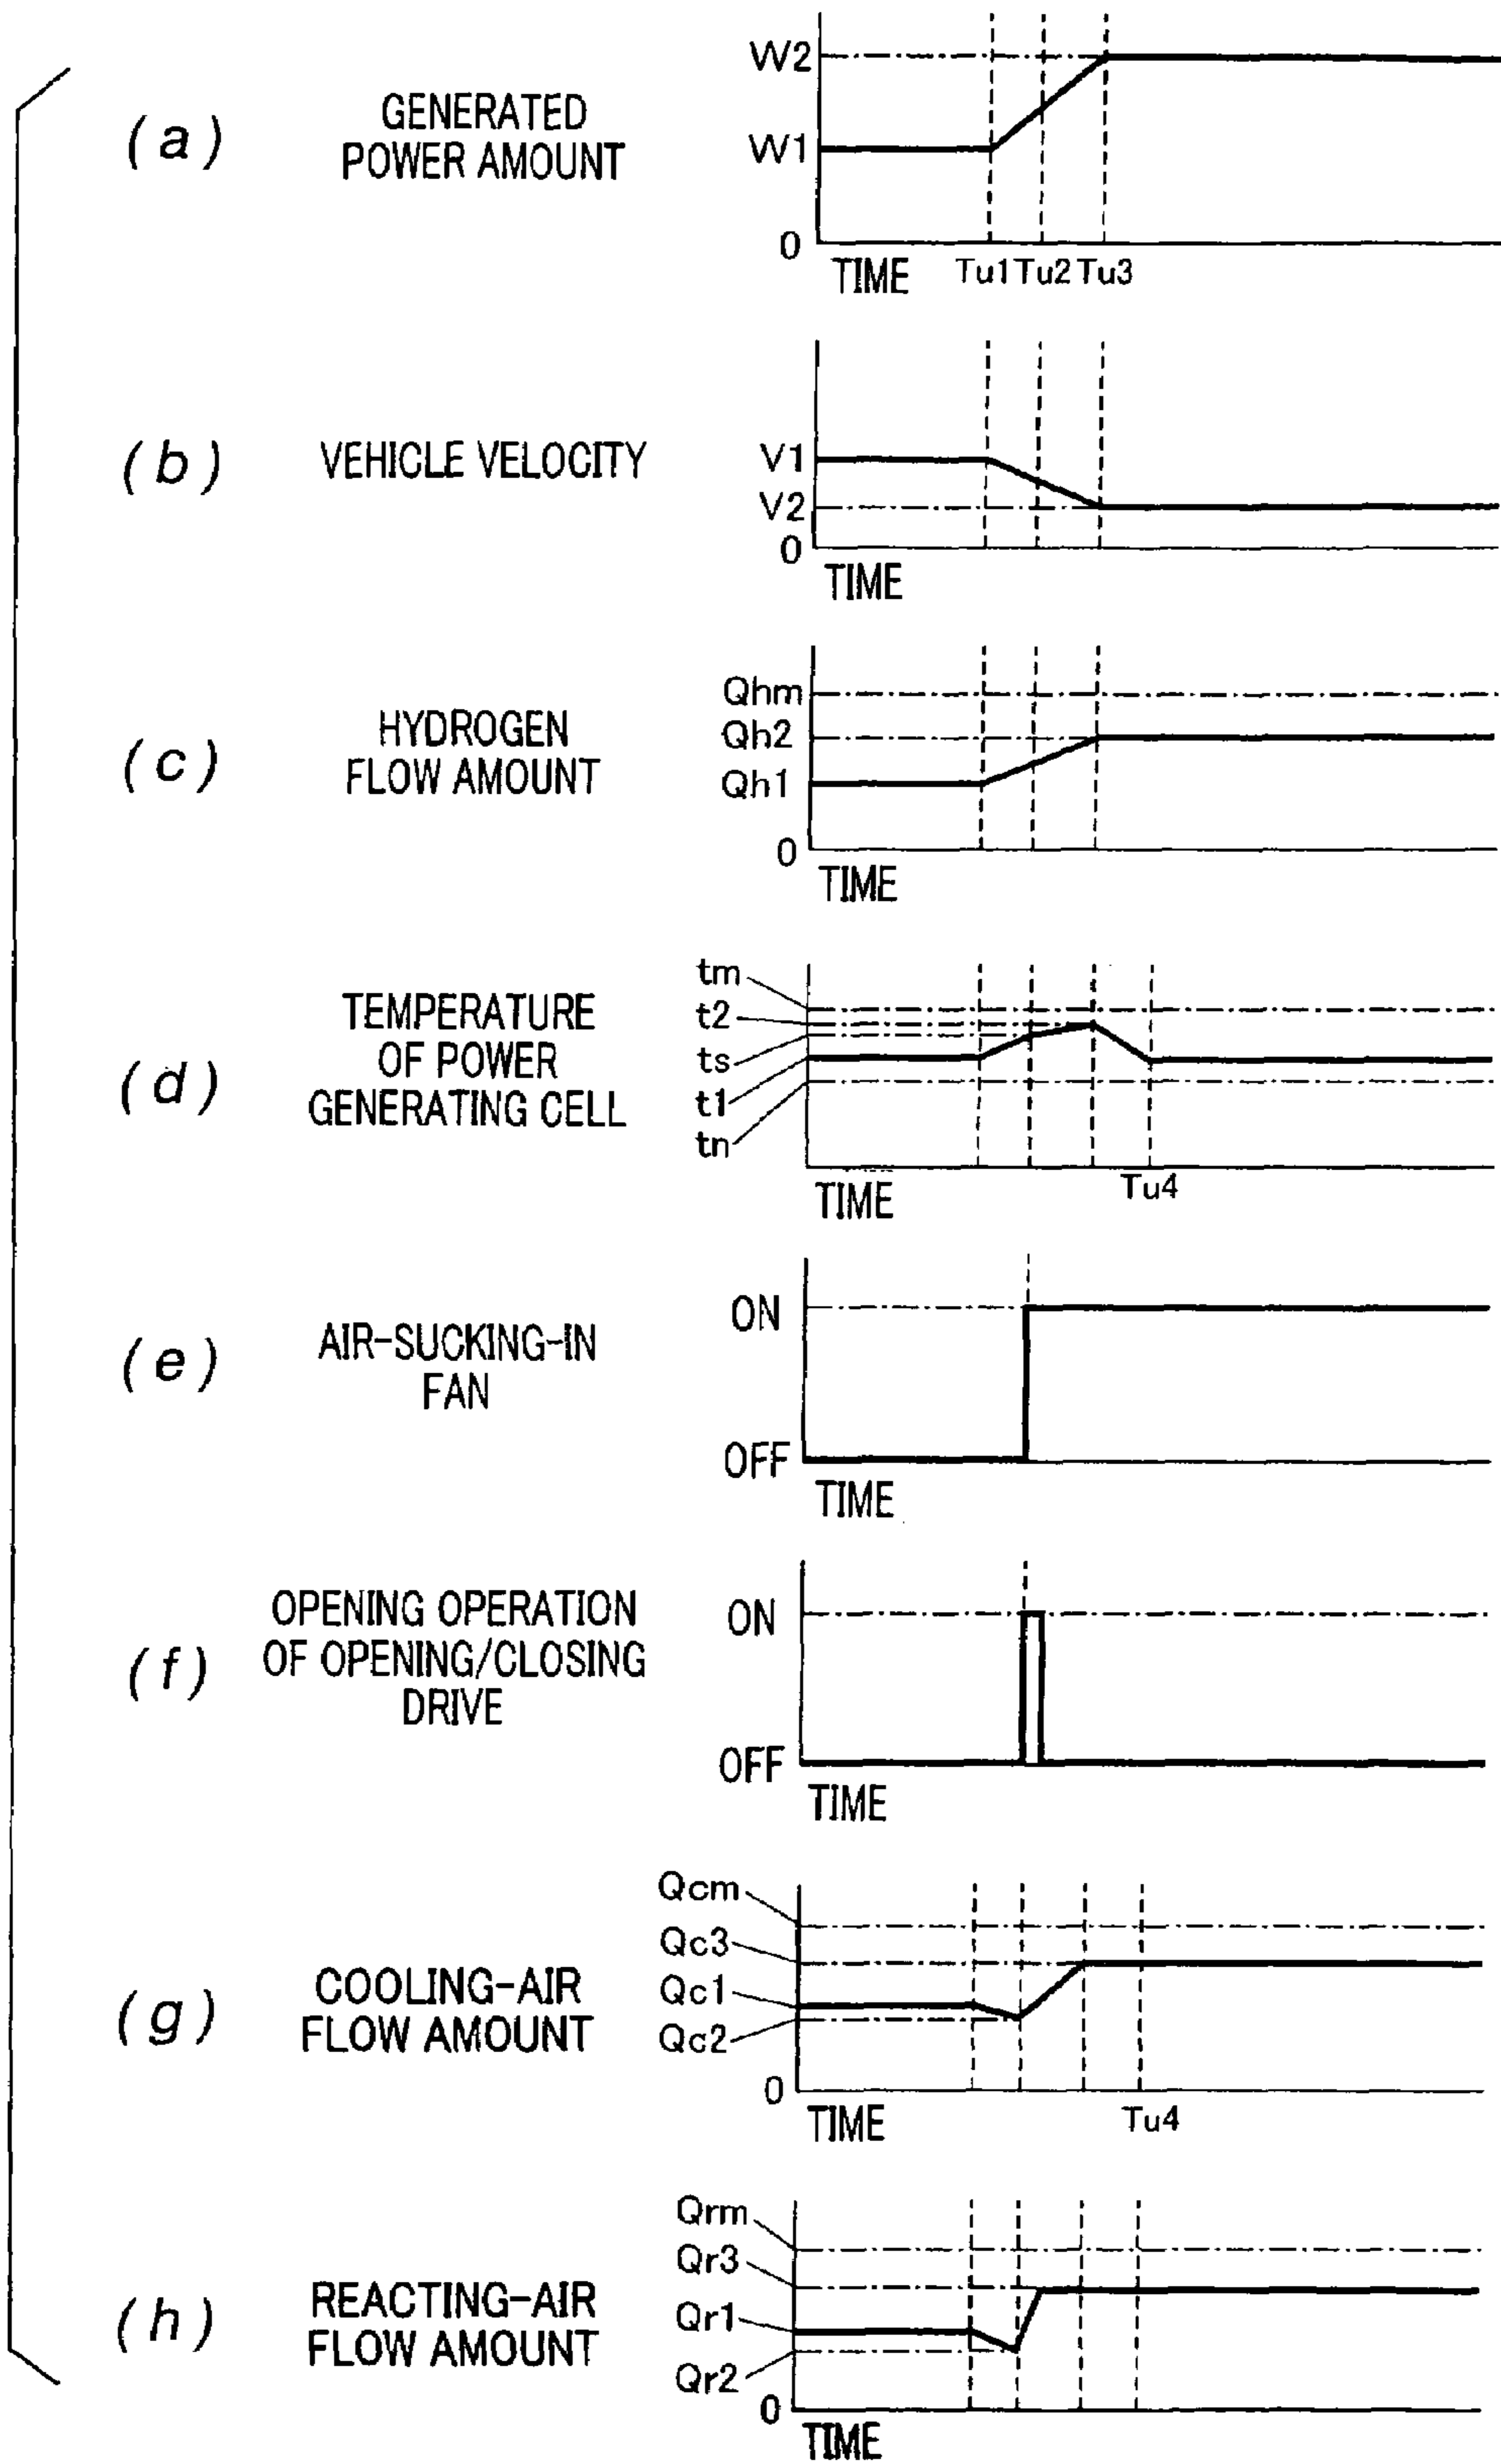 (a)
GENERATED
POWER AMOUNT
W2
W1
0
TIME
Tu1 Tu2 Tu3
(b)
VEHICLE VELOCITY
V1
V2
0
TIME
(c)
HYDROGEN
FLOW AMOUNT
Qhm
Qh2
Qh1
0
TIME
(d)
TEMPERATURE
OF POWER
GENERATING CELL
tm
t2
ts
t1
tn
TIME
Tu4
(e)
AIR-SUCKING-IN
FAN
ON
OFF
TIME
(f)
OPENING OPERATION
OF OPENING/CLOSING
DRIVE
ON
OFF
TIME
(g)
COOLING-AIR
FLOW AMOUNT
Qcm
Qc3
Qc1
Qc2
0
TIME
Tu4
(h)
REACTING-AIR
FLOW AMOUNT
Qrm
Qr3
Qr1
Qr2
0
TIME